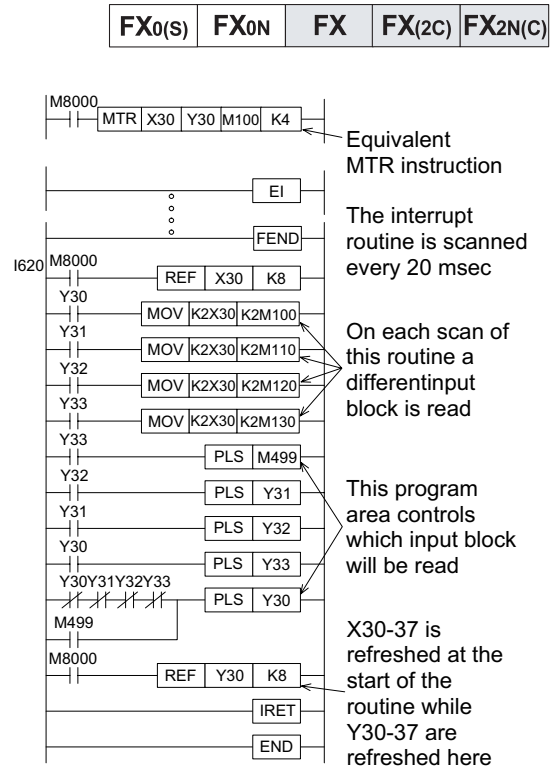 FX0(S) FX0N FX FX(2C) FX2N(C)
M8000
MTR X30 Y30 M100 K4
Equivalent
MTR instruction
EI
FEND
The interrupt
routine is scanned
every 20 msec
I620
M8000
REF X30 K8
Y30
MOV K2X30 K2M100
Y31
MOV K2X30 K2M110
Y32
MOV K2X30 K2M120
Y33
MOV K2X30 K2M130
On each scan of
this routine a
differentinput
block is read
Y33
PLS M499
Y32
PLS Y31
Y31
PLS Y32
Y30
PLS Y33
Y30Y31Y32Y33
PLS Y30
M499
This program
area controls
which input block
will be read
M8000
REF Y30 K8
IRET
END
X30-37 is
refreshed at the
start of the
routine while
Y30-37 are
refreshed here